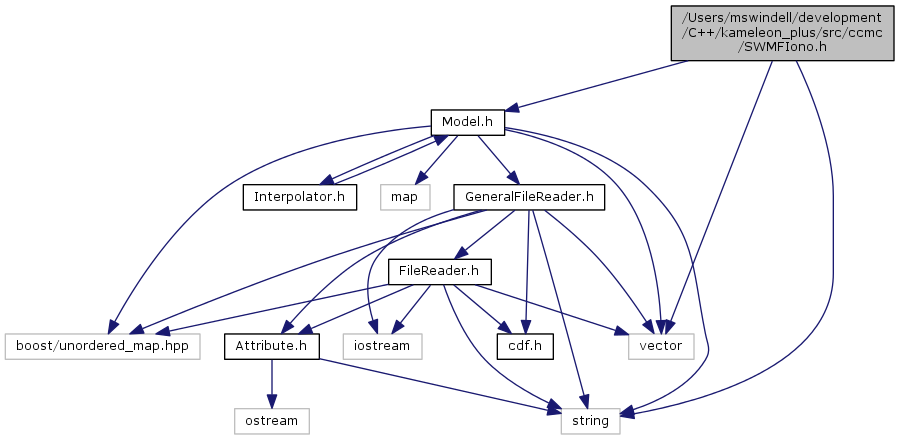 /Users/mswindell/development
/C++/kameleon_plus/src/ccmc
/SWMFIono.h
Model.h
Interpolator.h
map
GeneralFileReader.h
FileReader.h
boost/unordered_map.hpp
Attribute.h
iostream
cdf.h
vector
ostream
string